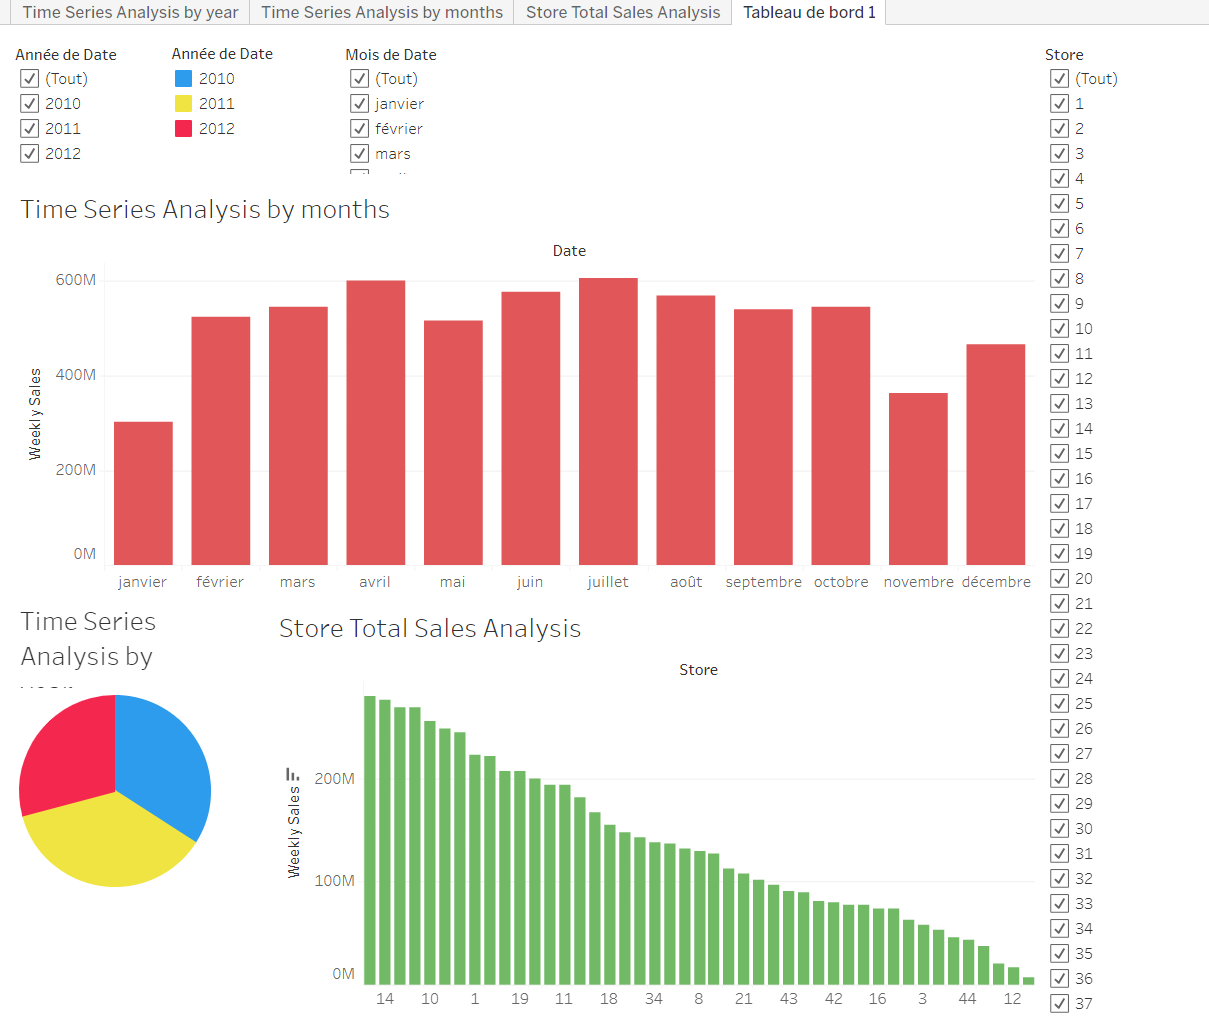 Time Series Analysis by year
Time Series Analysis by months
Store Total Sales Analysis
Tableau de bord 1
Année de Date
(Tout)
2010
2011
2012
Année de Date
2010
2011
2012
Mois de Date
(Tout)
janvier
février
mars
Store
(Tout)
1
2
3
4
5
6
7
8
9
10
11
12
13
14
15
16
17
18
19
20
21
22
23
24
25
26
27
28
29
30
31
32
33
34
35
36
37
Time Series Analysis by months
Date
Weekly Sales
600M
400M
200M
0M
janvier février mars avril mai juin juillet août septembre octobre novembre décembre
Time Series
Analysis by
Store Total Sales Analysis
Store
Weekly Sales
200M
100M
0M
14 10 1 19 11 18 34 8 21 43 42 16 3 44 12